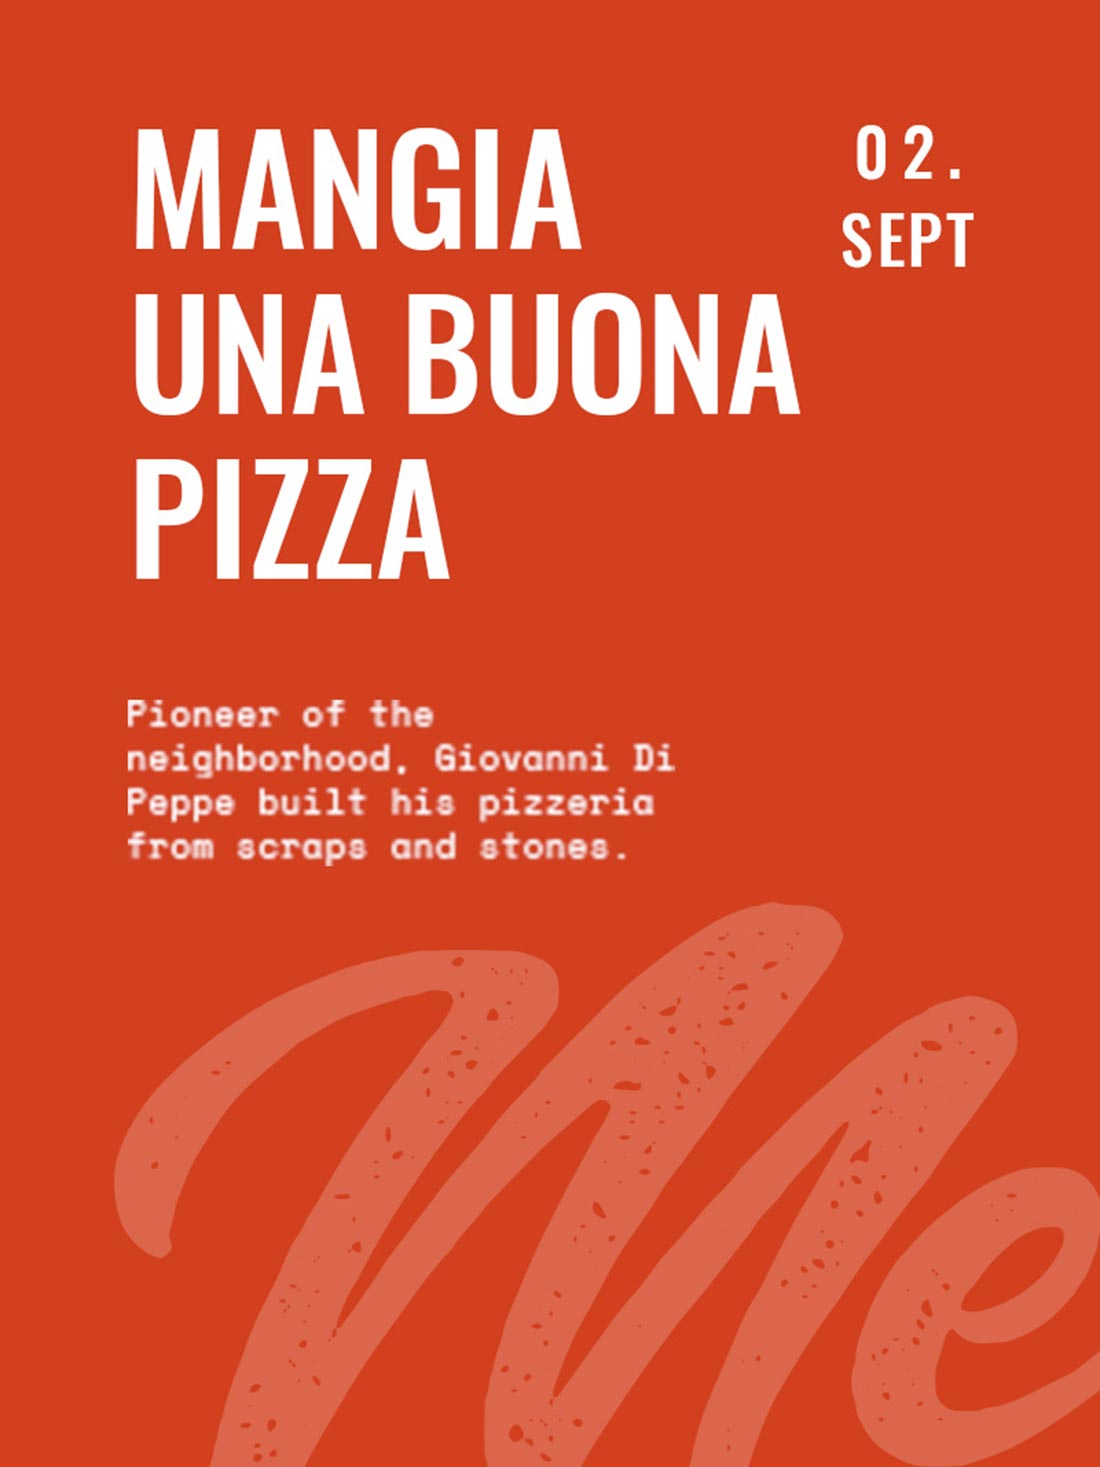 MANGIA
UNA BUONA
PIZZA
02.
SEPT
Pioneer of the
neighborhood, Giovanni Di
Peppe built his pizzeria
from scraps and stones.
Me